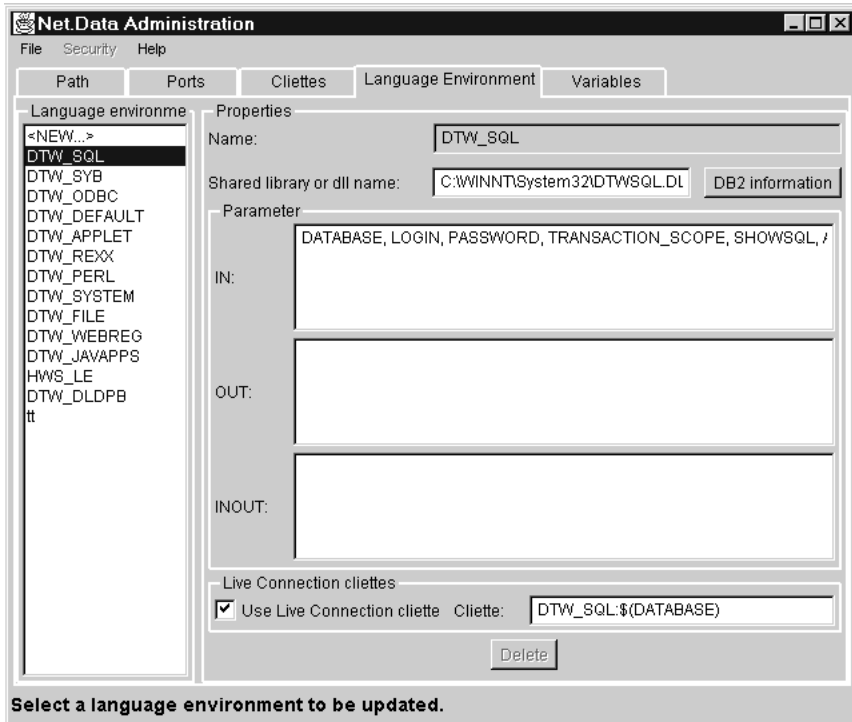 Net.Data Administration
File Security Help
Path Ports Cliettes Language Environment Variables
Language environme
<NEW...>
DTW_SQL
DTW_SYB
DTW_ODBC
DTW_DEFAULT
DTW_APPLET
DTW_REXX
DTW_PERL
DTW_SYSTEM
DTW_FILE
DTW_WEBREG
DTW_JAVAPPS
HWS_LE
DTW_DLDPB
tt
Properties
Name: DTW_SQL
Shared library or dll name: C:\WINNT\System32\DTWSQL.DL DB2 information
Parameter
IN: DATABASE, LOGIN, PASSWORD, TRANSACTION_SCOPE, SHOWSQL,
OUT:
INOUT:
Live Connection cliettes
Use Live Connection cliette Cliette: DTW_SQL:$(DATABASE)
Delete
Select a language environment to be updated.